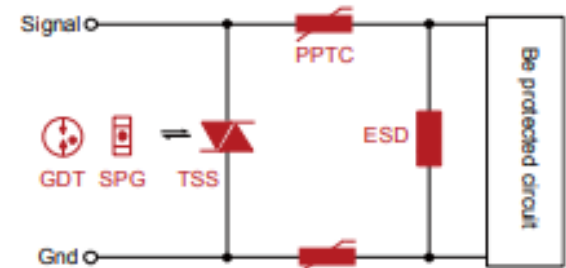 Signal
PPTC
Be protected circuit
ESD
GDT SPG TSS
Gnd